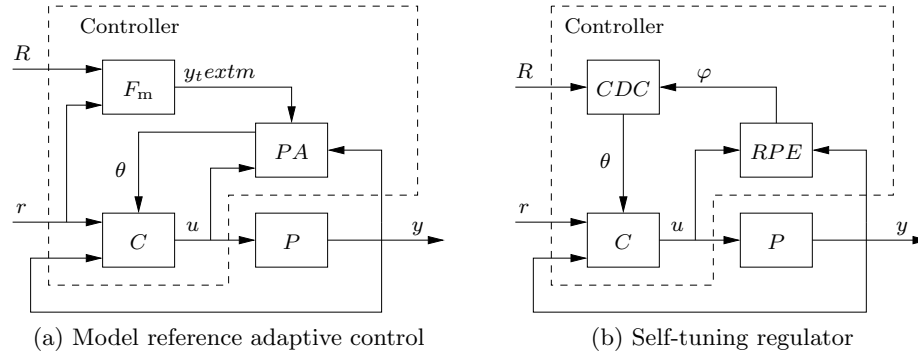 Controller
R
F_m
y_textm
PA
θ
r
C
u
P
y
(a) Model reference adaptive control
Controller
R
CDC
φ
RPE
θ
r
C
u
P
y
(b) Self-tuning regulator